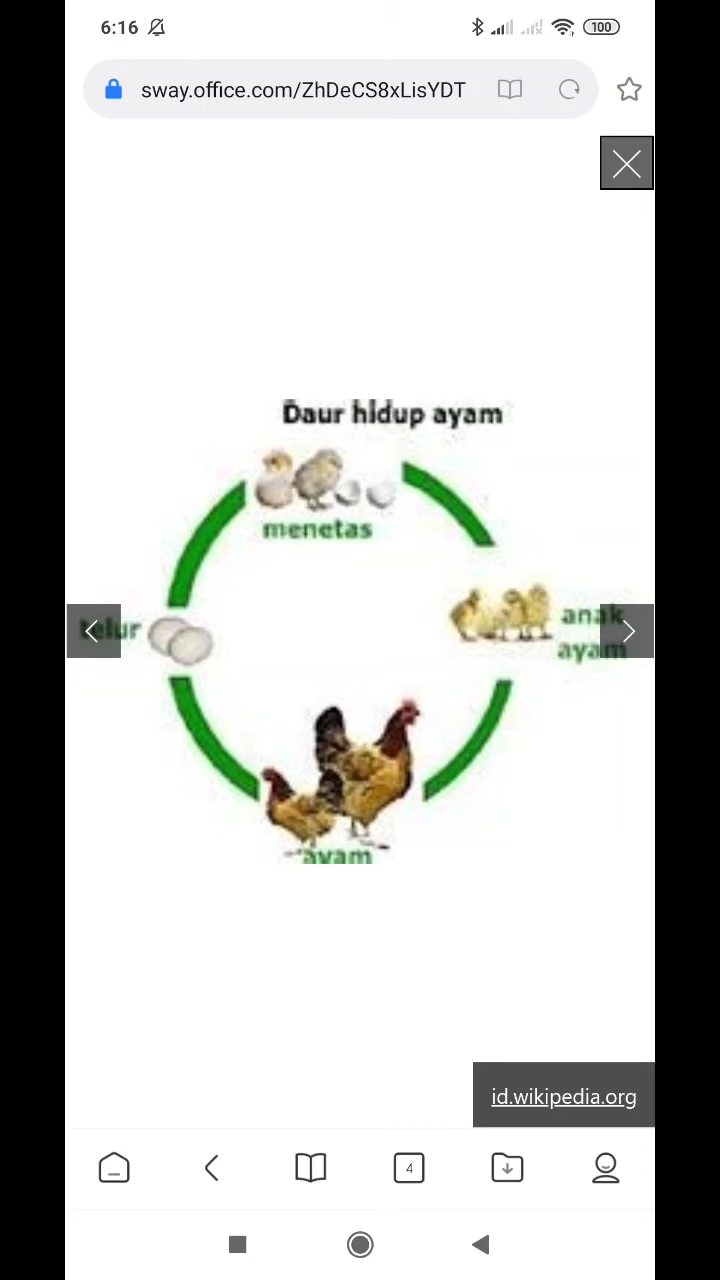 6:16
100
sway.office.com/ZhDeCS8xLisYDT
Daur hidup ayam
menetas
telur
anak
ayam
ayam
id.wikipedia.org
4